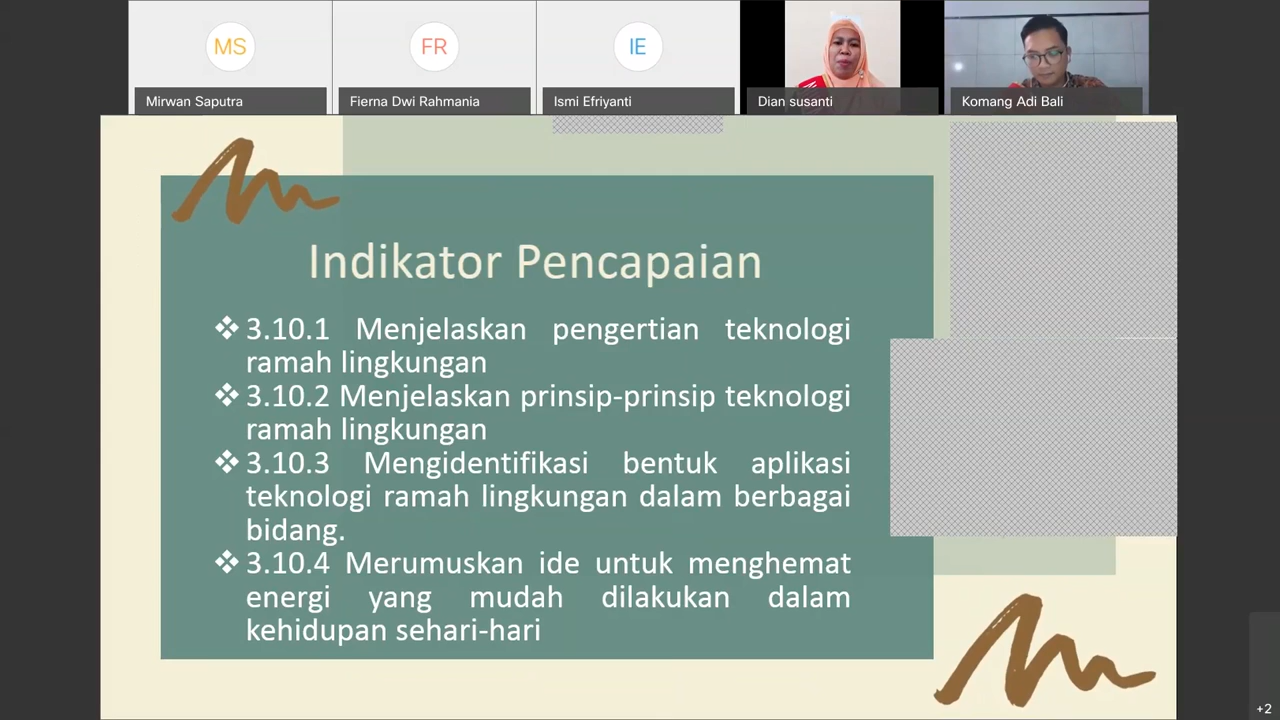 MS
FR
IE
Mirwan Saputra
Fierna Dwi Rahmania
Ismi Efriyanti
Dian susanti
Komang Adi Bali
Indikator Pencapaian
❖3.10.1 Menjelaskan pengertian teknologi
ramah lingkungan
❖3.10.2 Menjelaskan prinsip-prinsip teknologi
ramah lingkungan
❖3.10.3 Mengidentifikasi bentuk aplikasi
teknologi ramah lingkungan dalam berbagai
bidang.
❖3.10.4 Merumuskan ide untuk menghemat
energi yang mudah dilakukan dalam
kehidupan sehari-hari
+2